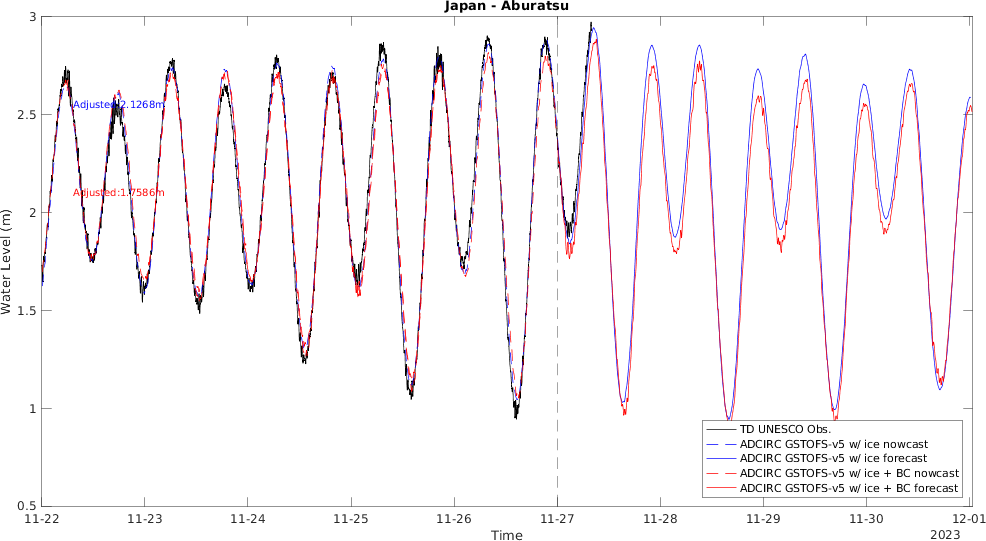 Japan - Aburatsu
3
2.5
2
1.5
1
0.5
Water Level (m)
Adjusted:2.1268m
Adjusted:1.7586m
TD UNESCO Obs.
ADCIRC GSTOFS-v5 w/ ice nowcast
ADCIRC GSTOFS-v5 w/ ice forecast
ADCIRC GSTOFS-v5 w/ ice + BC nowcast
ADCIRC GSTOFS-v5 w/ ice + BC forecast
11-22 11-23 11-24 11-25 11-26 11-27 11-28 11-29 11-30 12-01
Time
2023